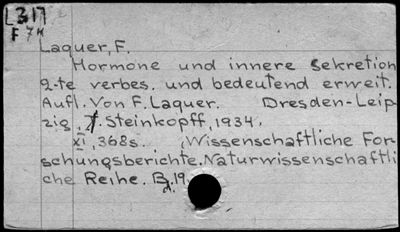 L317
F7H
Laquer, F.
Hormone und innere Sekretion
2-te verbes. und bedeutend erweit.
Aufl. Von F. Laquer. Dresden-Leip
zig, T. Steinkopff, 1934.
XI, 368s. (Wissenschaftliche For-
schungsberichte. Naturwissenschaftli
che Reihe. Bd. 19